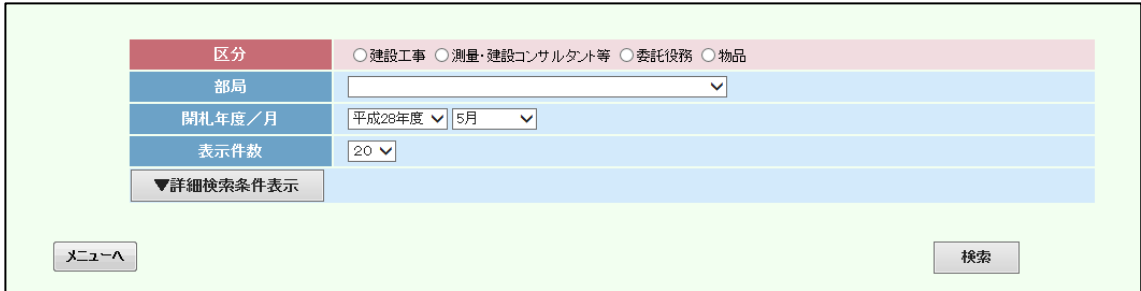 区分 ○建設工事 ○測量・建設コンサルタント等 ○委託役務 ○物品
部局
開札年度／月 平成28年度 5月
表示件数 20
▼詳細検索条件表示
メニューへ 検索